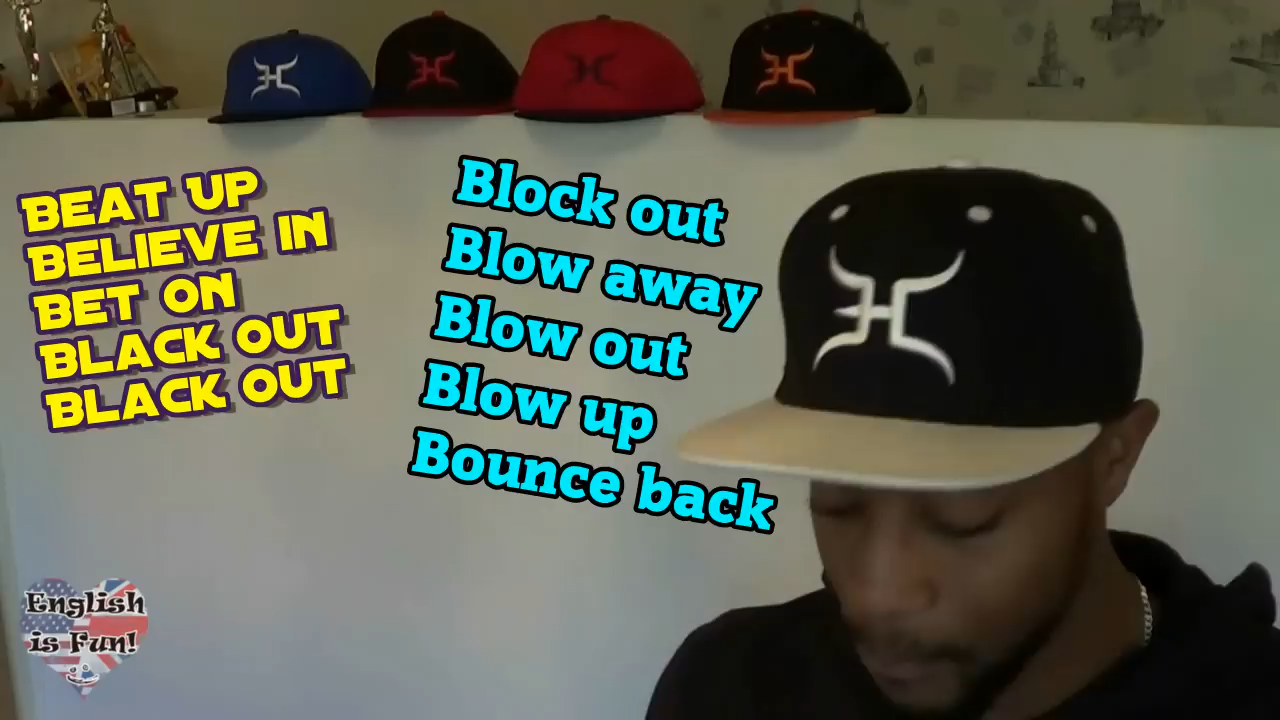 BEAT UP
BELIEVE IN
BET ON
BLACK OUT
BLACK OUT
Block out
Blow away
Blow out
Blow up
Bounce back
English
is Fun!